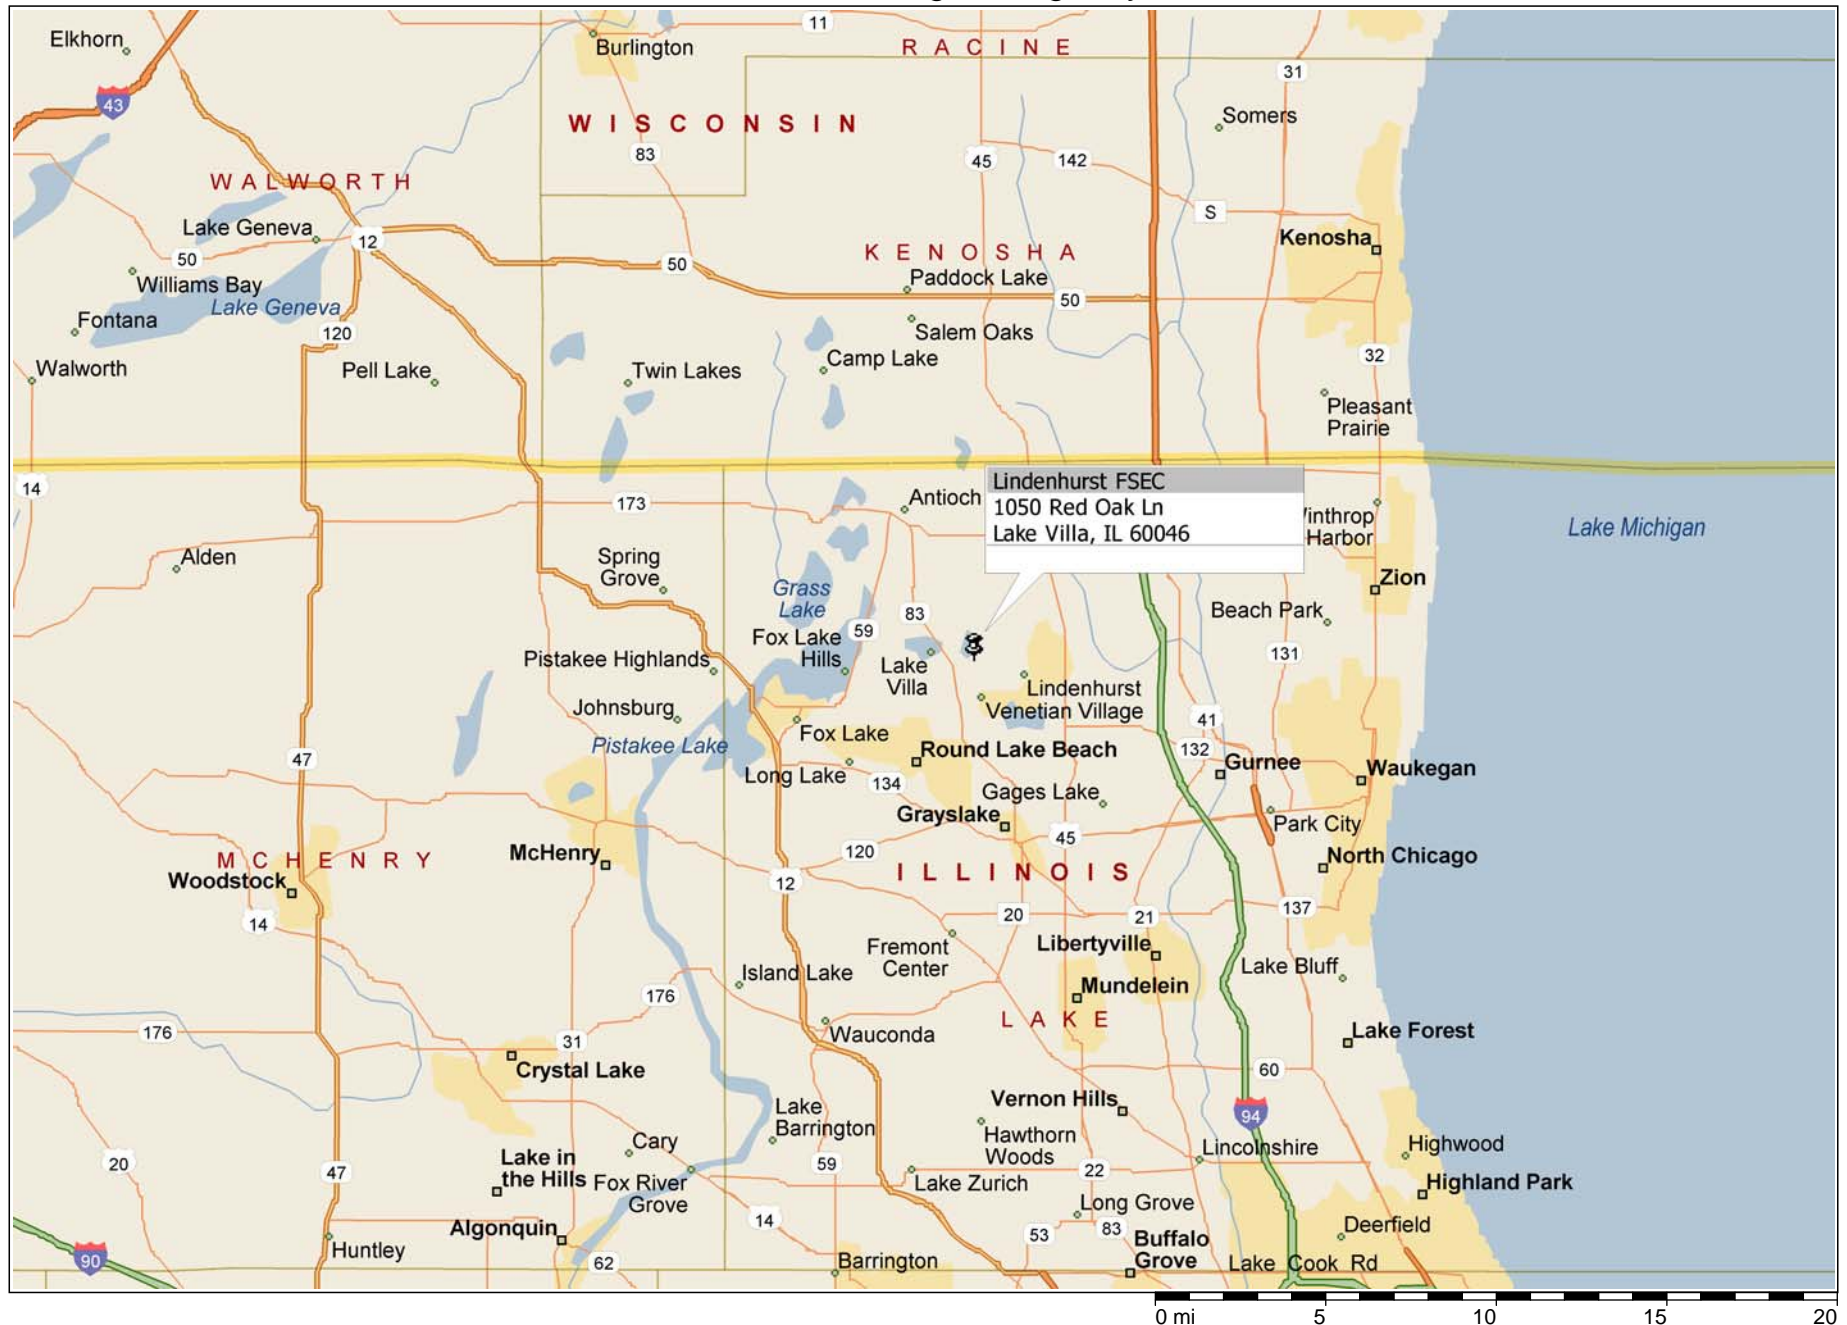 11
Elkhorn
Burlington
R A C I N E
31
43
Somers
W I S C O N S I N
83
45
142
W A L W O R T H
S
Lake Geneva
12
Kenosha
50
50
K E N O S H A
Paddock Lake
Williams Bay
Lake Geneva
50
Fontana
120
Salem Oaks
32
Walworth
Pell Lake
Twin Lakes
Camp Lake
Pleasant
Prairie
14
173
Antioch
Lindenhurst FSEC
1050 Red Oak Ln
Lake Villa, IL 60046
inthrop
Harbor
Lake Michigan
Alden
Spring
Grove
Grass
Lake
Zion
83
Beach Park
59
Fox Lake
Hills
131
Pistakee Highlands
Lake
Villa
Lindenhurst
Venetian Village
Johnsburg
41
Fox Lake
Pistakee Lake
Round Lake Beach
132
47
Gurnee
Waukegan
Long Lake
134
Gages Lake
Grayslake
Park City
45
120
M C H E N R Y
McHenry
North Chicago
I L L I N O I S
Woodstock
12
14
20
21
137
Fremont
Center
Libertyville
Lake Bluff
Island Lake
176
Mundelein
L A K E
176
Wauconda
Lake Forest
31
Crystal Lake
60
Vernon Hills
94
Lake
Barrington
Hawthorn
Woods
Cary
Lincolnshire
Highwood
20
Lake in
the Hills
47
59
22
Fox River
Grove
Lake Zurich
Highland Park
Long Grove
14
Algonquin
53
83
Deerfield
Buffalo
Grove
Huntley
90
62
Barrington
Lake Cook Rd
0 mi 5 10 15 20